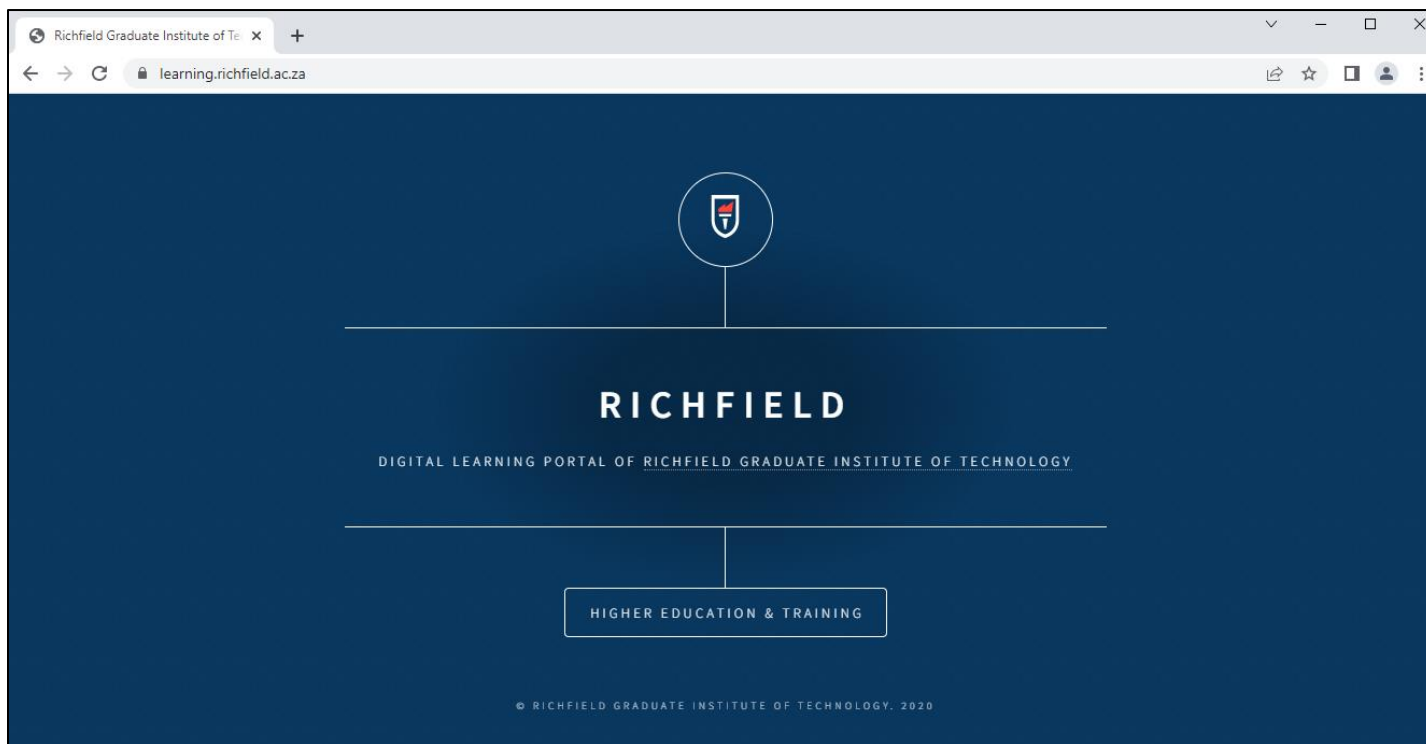 Richfield Graduate Institute of Te
learning.richfield.ac.za
RICHFIELD
DIGITAL LEARNING PORTAL OF RICHFIELD GRADUATE INSTITUTE OF TECHNOLOGY
HIGHER EDUCATION & TRAINING
© RICHFIELD GRADUATE INSTITUTE OF TECHNOLOGY, 2020